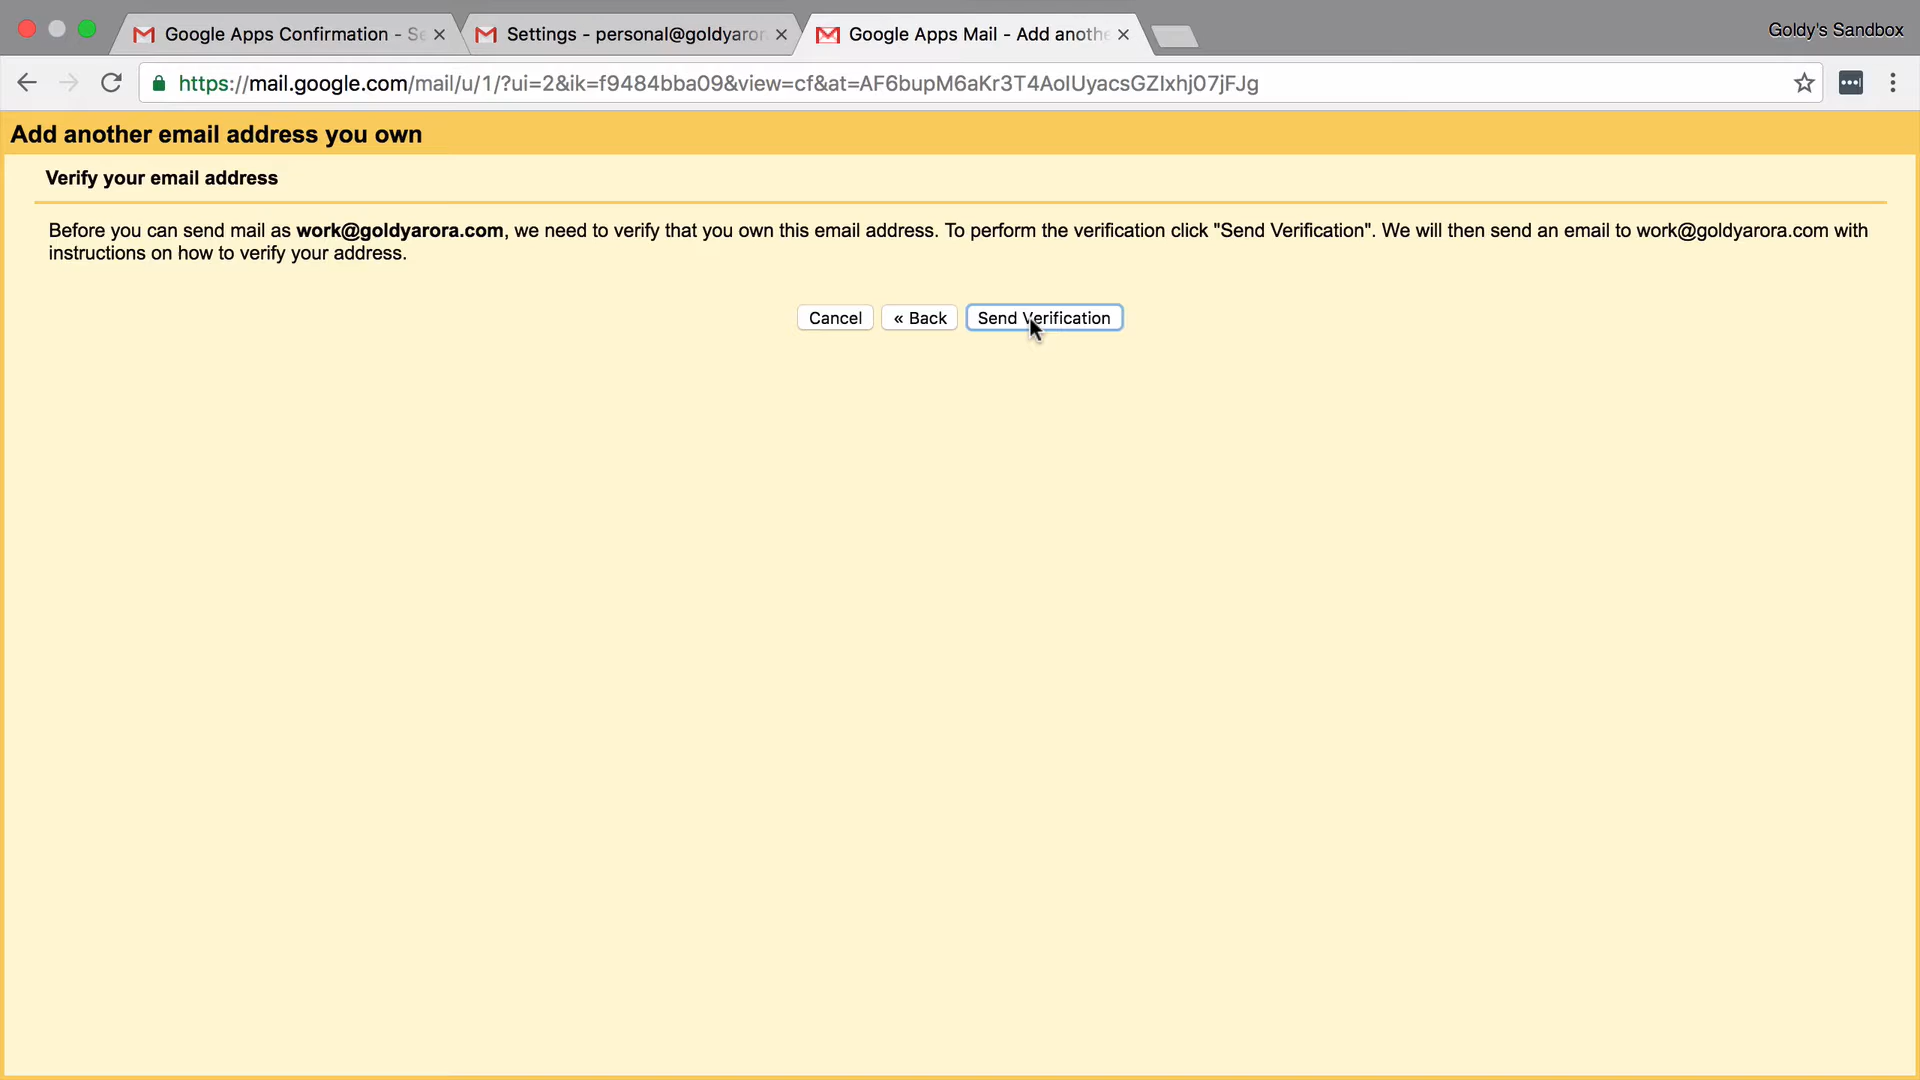 Google Apps Confirmation - Se
Settings - personal@goldyaror
Google Apps Mail - Add anothe
Goldy's Sandbox
https://mail.google.com/mail/u/1/?ui=2&ik=f9484bba09&view=cf&at=AF6bupM6aKr3T4AolUyacsGZIxhj07jFJg
Add another email address you own
Verify your email address
Before you can send mail as work@goldyarora.com, we need to verify that you own this email address. To perform the verification click "Send Verification". We will then send an email to work@goldyarora.com with
instructions on how to verify your address.
Cancel
« Back
Send Verification